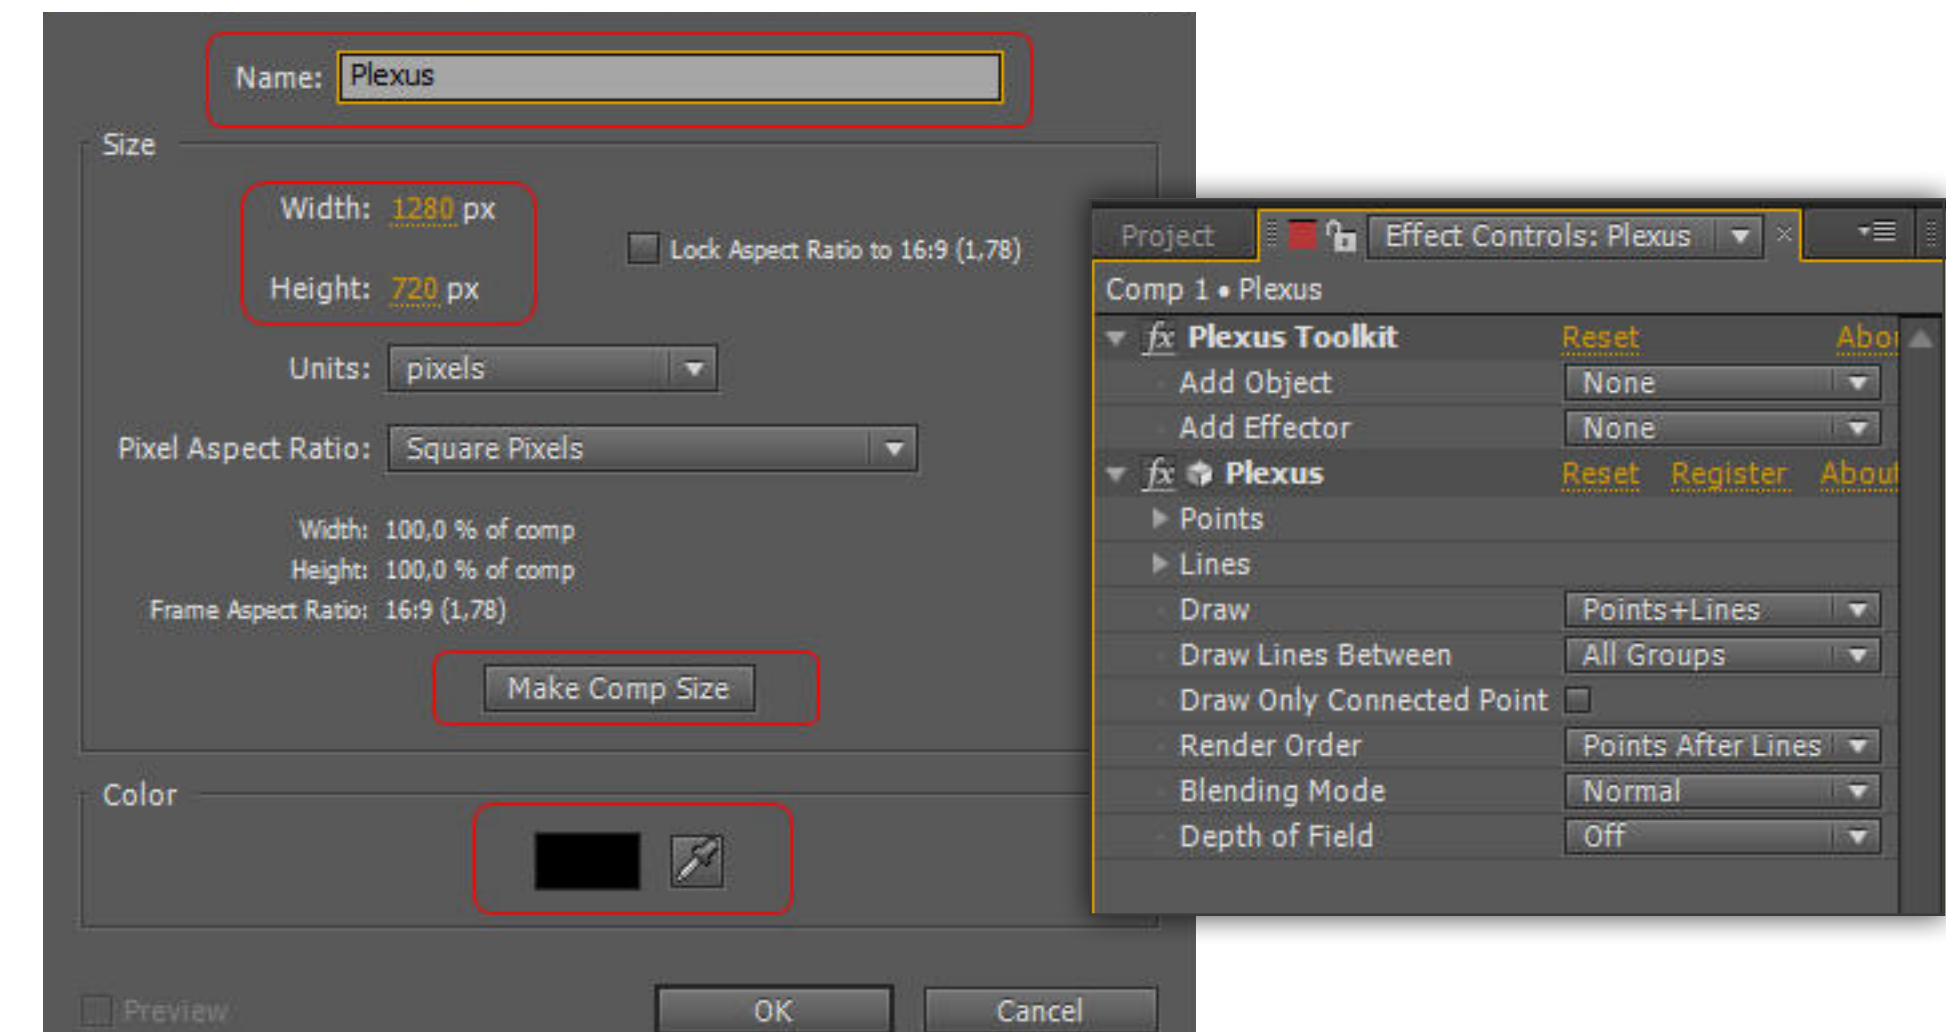 Name: Plexus
Size
Width: 1280 px
Lock Aspect Ratio to 16:9 (1,78)
Height: 720 px
Units: pixels
Pixel Aspect Ratio: Square Pixels
Width: 100,0 % of comp
Height: 100,0 % of comp
Frame Aspect Ratio: 16:9 (1,78)
Make Comp Size
Color
Preview OK Cancel
Project Effect Controls: Plexus
Comp 1 • Plexus
fx Plexus Toolkit Reset Abou
Add Object None
Add Effector None
fx Plexus Reset Register About
Points
Lines
Draw Points+Lines
Draw Lines Between All Groups
Draw Only Connected Point
Render Order Points After Lines
Blending Mode Normal
Depth of Field Off